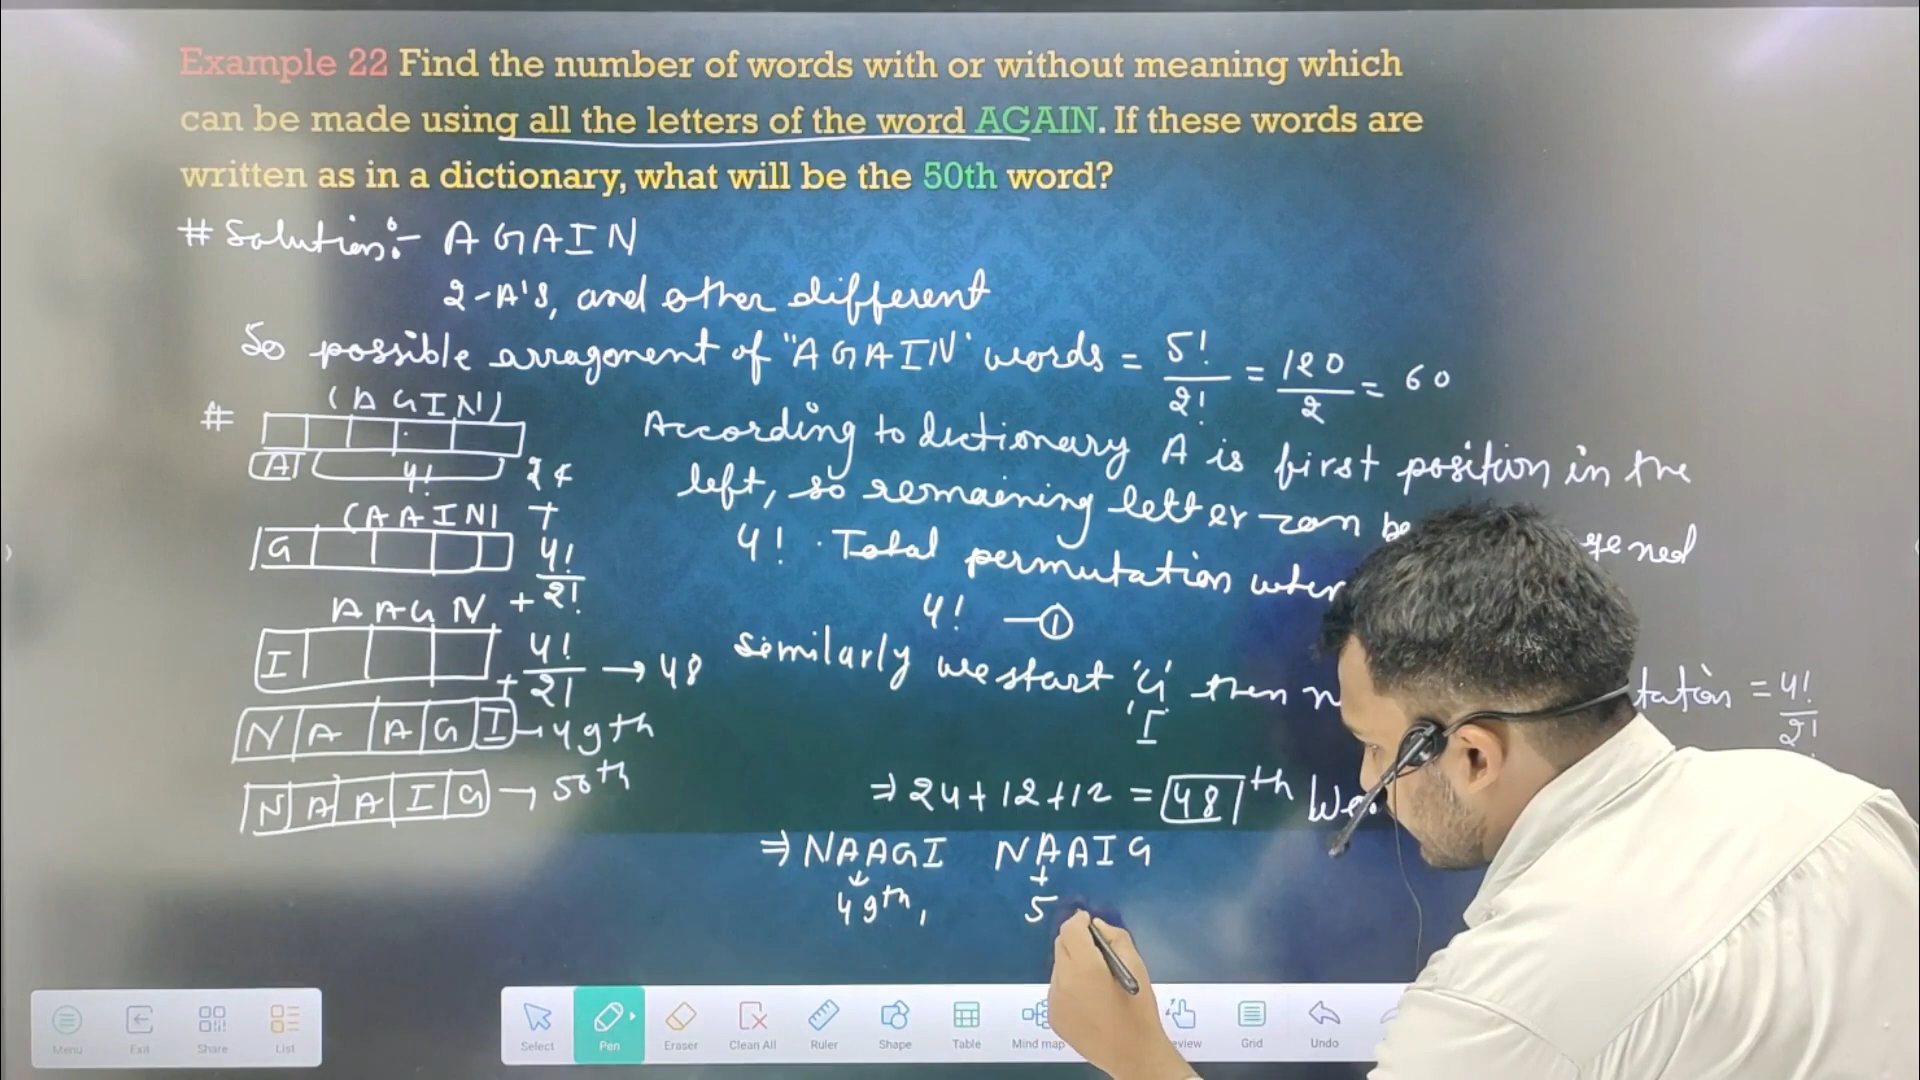 Example 22 Find the number of words with or without meaning which
can be made using all the letters of the word AGAIN. If these words are
written as in a dictionary, what will be the 50th word?
# Solution:- AGAIN
2-A's, and other different
So possible arragement of "AGAIN" words = 5!/2! = 120/2 = 60
# (AGIN)
A 4! 24
(AAIN) +
G 4!/2!
AAGN +
I 4!/2! → 48
+
N A A G I → 49th
N A A I G → 50th
According to dictionary A is first position in the
left, so remaining letter can be
4! . Total permutation
4! —①
Similarly we start 'G' then = 4!/2!
'I'
⇒ 24+12+12 = 48th
⇒ NAAGI NAAIG
49th, 5
Menu Exit Share List
Select Pen Eraser Clean All Ruler Shape Table Mind map Grid Undo